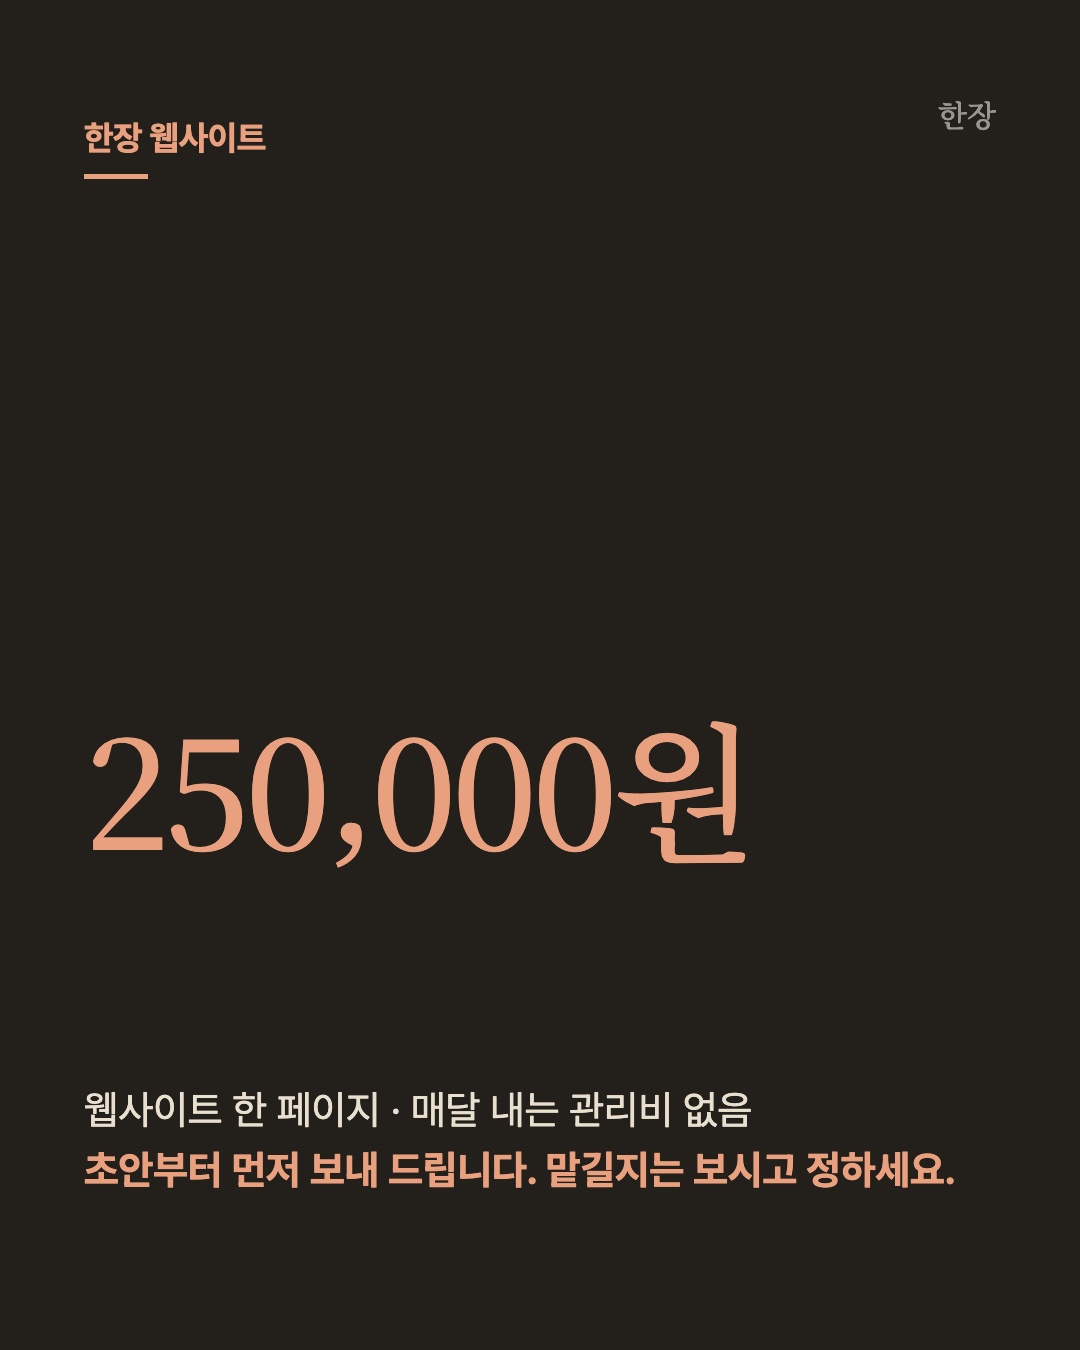 한장 웹사이트
한장
250,000원
웹사이트 한 페이지 · 매달 내는 관리비 없음
초안부터 먼저 보내 드립니다. 맡길지는 보시고 정하세요.